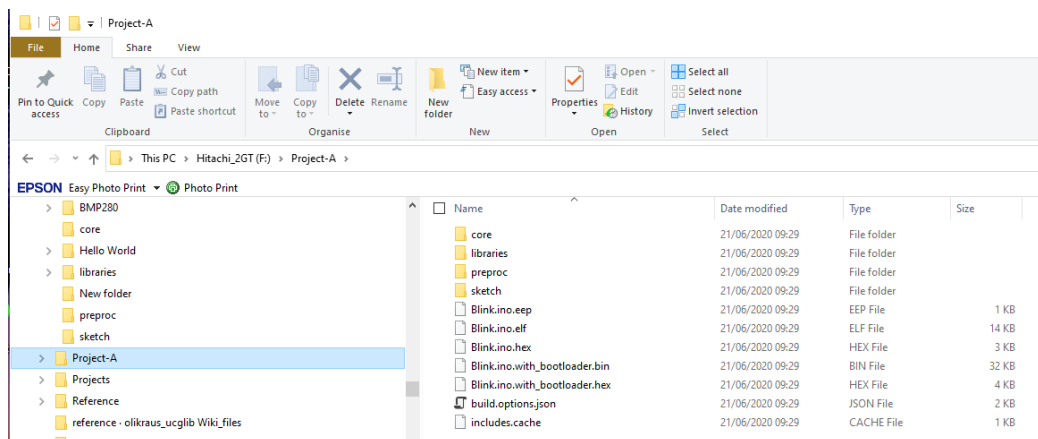 Project-A
File Home Share View
Pin to Quick access Copy Paste Cut Copy path Paste shortcut Move to Copy to Delete Rename New folder New item Easy access Properties Open Edit History Select all Select none Invert selection
Clipboard Organise New Open Select
This PC > Hitachi_2GT (F:) > Project-A >
EPSON Easy Photo Print Photo Print
Name Date modified Type Size
BMP280
core
Hello World
libraries
New folder
preproc
sketch
Project-A
Projects
Reference
reference - olikraus_ucglib Wiki_files
core 21/06/2020 09:29 File folder
libraries 21/06/2020 09:29 File folder
preproc 21/06/2020 09:29 File folder
sketch 21/06/2020 09:29 File folder
Blink.ino.eep 21/06/2020 09:29 EEP File 1 KB
Blink.ino.elf 21/06/2020 09:29 ELF File 14 KB
Blink.ino.hex 21/06/2020 09:29 HEX File 3 KB
Blink.ino.with_bootloader.bin 21/06/2020 09:29 BIN File 32 KB
Blink.ino.with_bootloader.hex 21/06/2020 09:29 HEX File 4 KB
build.options.json 21/06/2020 09:29 JSON File 2 KB
includes.cache 21/06/2020 09:29 CACHE File 1 KB